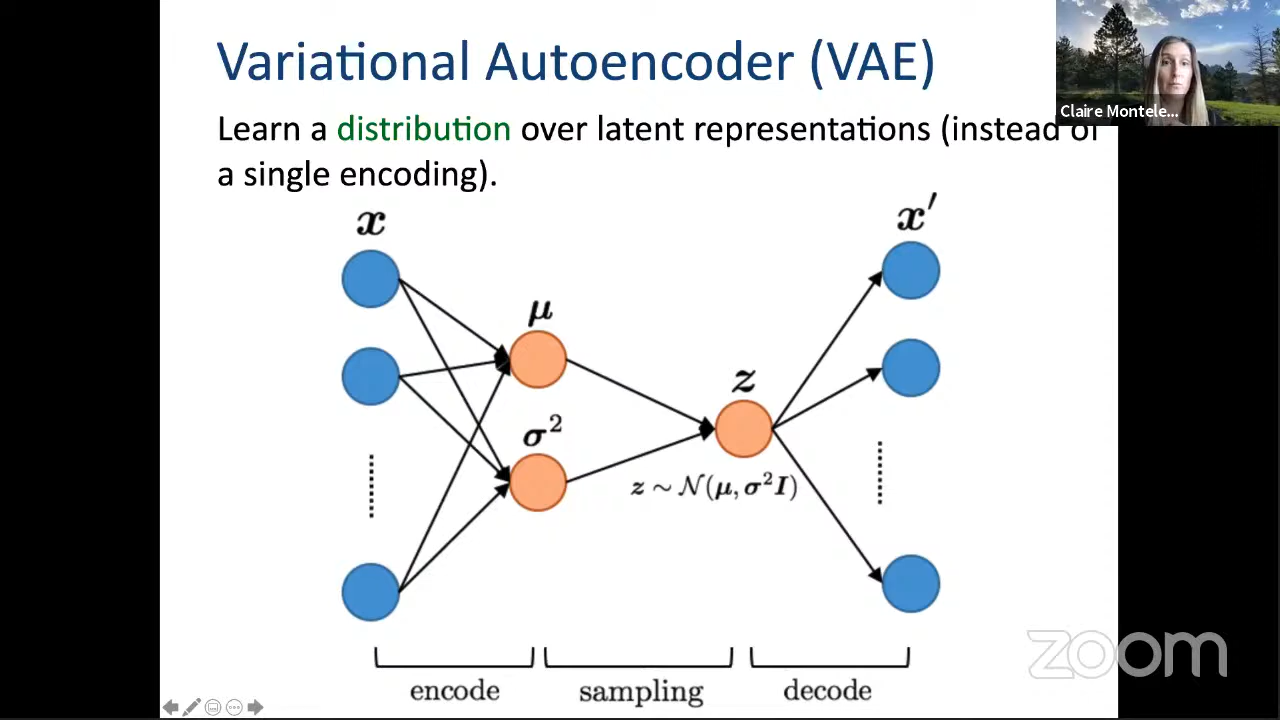 Variational Autoencoder (VAE)
Claire Montele...
Learn a distribution over latent representations (instead of
a single encoding).
x
x′
μ
z
σ²
z ~ N(μ, σ²I)
zoom
encode
sampling
decode